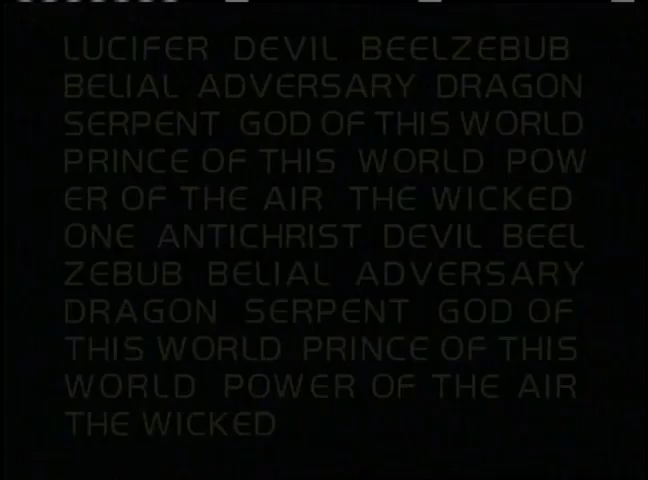 LUCIFER DEVIL BEELZEBUB
BELIAL ADVERSARY DRAGON
SERPENT GOD OF THIS WORLD
PRINCE OF THIS WORLD POW
ER OF THE AIR THE WICKED
ONE ANTICHRIST DEVIL BEEL
ZEBUB BELIAL ADVERSARY
DRAGON SERPENT GOD OF
THIS WORLD PRINCE OF THIS
WORLD POWER OF THE AIR
THE WICKED